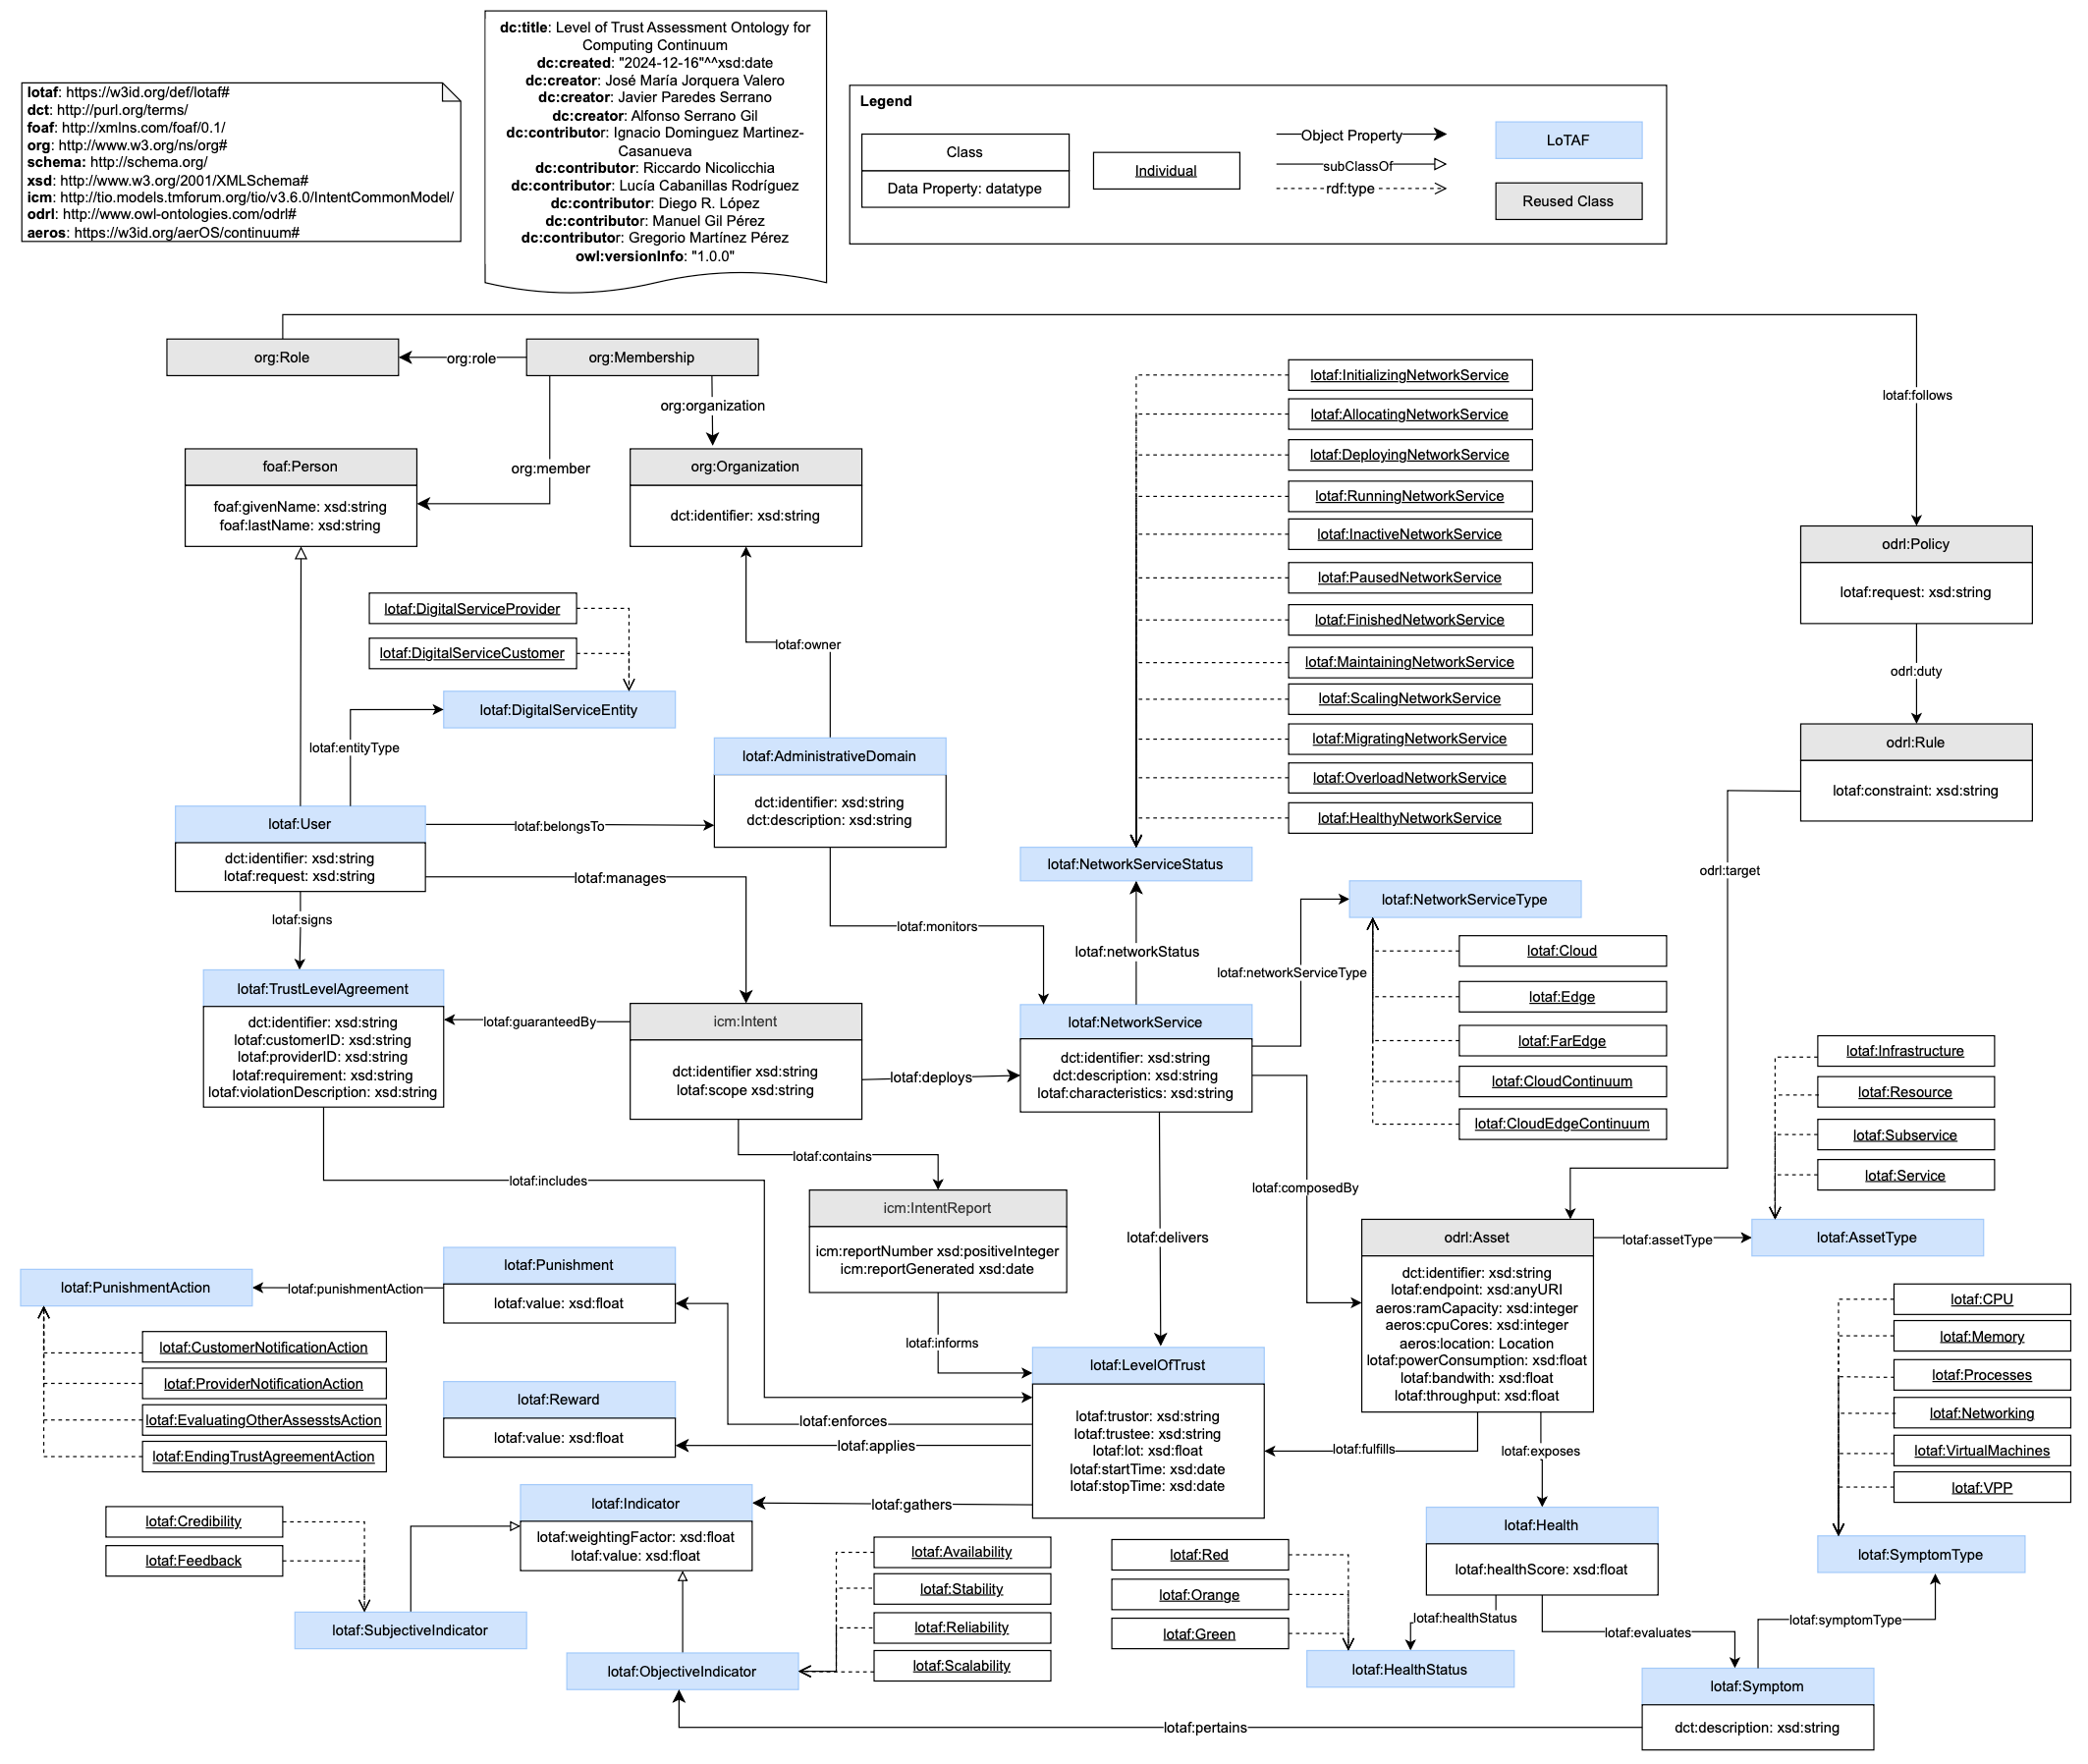 lotaf: https://w3id.org/def/lotaf#
dct: http://purl.org/terms/
foaf: http://xmlns.com/foaf/0.1/
org: http://www.w3.org/ns/org#
schema: http://schema.org/
xsd: http://www.w3.org/2001/XMLSchema#
icm: http://tio.models.tmforum.org/tio/v3.6.0/IntentCommonModel/
odrl: http://www.owl-ontologies.com/odrl#
aeros: https://w3id.org/aerOS/continuum#
dc:title: Level of Trust Assessment Ontology for
Computing Continuum
dc:created: "2024-12-16"^^xsd:date
dc:creator: José María Jorquera Valero
dc:creator: Javier Paredes Serrano
dc:creator: Alfonso Serrano Gil
dc:contributor: Ignacio Dominguez Martinez-
Casanueva
dc:contributor: Riccardo Nicolicchia
dc:contributor: Lucía Cabanillas Rodríguez
dc:contributor: Diego R. López
dc:contributor: Manuel Gil Pérez
dc:contributor: Gregorio Martínez Pérez
owl:versionInfo: "1.0.0"
Legend
Class
Data Property: datatype
Individual
Object Property
subClassOf
rdf:type
LoTAF
Reused Class
org:Role
org:role
org:Membership
org:organization
org:member
lotaf:follows
foaf:Person
foaf:givenName: xsd:string
foaf:lastName: xsd:string
org:Organization
dct:identifier: xsd:string
lotaf:InitializingNetworkService
lotaf:AllocatingNetworkService
lotaf:DeployingNetworkService
lotaf:RunningNetworkService
lotaf:InactiveNetworkService
lotaf:PausedNetworkService
lotaf:FinishedNetworkService
lotaf:MaintainingNetworkService
lotaf:ScalingNetworkService
lotaf:MigratingNetworkService
lotaf:OverloadNetworkService
lotaf:HealthyNetworkService
lotaf:NetworkServiceStatus
odrl:Policy
lotaf:request: xsd:string
odrl:duty
odrl:Rule
lotaf:constraint: xsd:string
odrl:target
lotaf:DigitalServiceProvider
lotaf:DigitalServiceCustomer
lotaf:DigitalServiceEntity
lotaf:entityType
lotaf:owner
lotaf:AdministrativeDomain
dct:identifier: xsd:string
dct:description: xsd:string
lotaf:User
dct:identifier: xsd:string
lotaf:request: xsd:string
lotaf:belongsTo
lotaf:manages
lotaf:signs
lotaf:monitors
lotaf:networkStatus
lotaf:networkServiceType
lotaf:NetworkServiceType
lotaf:Cloud
lotaf:Edge
lotaf:FarEdge
lotaf:CloudContinuum
lotaf:CloudEdgeContinuum
lotaf:TrustLevelAgreement
dct:identifier: xsd:string
lotaf:customerID: xsd:string
lotaf:providerID: xsd:string
lotaf:requirement: xsd:string
lotaf:violationDescription: xsd:string
lotaf:guaranteedBy
icm:Intent
dct:identifier xsd:string
lotaf:scope xsd:string
lotaf:deploys
lotaf:NetworkService
dct:identifier: xsd:string
dct:description: xsd:string
lotaf:characteristics: xsd:string
lotaf:Infrastructure
lotaf:Resource
lotaf:Subservice
lotaf:Service
lotaf:AssetType
lotaf:assetType
lotaf:contains
lotaf:includes
lotaf:composedBy
lotaf:delivers
icm:IntentReport
icm:reportNumber xsd:positiveInteger
icm:reportGenerated xsd:date
lotaf:informs
odrl:Asset
dct:identifier: xsd:string
lotaf:endpoint: xsd:anyURI
aeros:ramCapacity: xsd:integer
aeros:cpuCores: xsd:integer
aeros:location: Location
lotaf:powerConsumption: xsd:float
lotaf:bandwith: xsd:float
lotaf:throughput: xsd:float
lotaf:PunishmentAction
lotaf:punishmentAction
lotaf:Punishment
lotaf:value: xsd:float
lotaf:CustomerNotificationAction
lotaf:ProviderNotificationAction
lotaf:EvaluatingOtherAssesstsAction
lotaf:EndingTrustAgreementAction
lotaf:Reward
lotaf:value: xsd:float
lotaf:enforces
lotaf:applies
lotaf:gathers
lotaf:LevelOfTrust
lotaf:trustor: xsd:string
lotaf:trustee: xsd:string
lotaf:lot: xsd:float
lotaf:startTime: xsd:date
lotaf:stopTime: xsd:date
lotaf:fulfills
lotaf:exposes
lotaf:CPU
lotaf:Memory
lotaf:Processes
lotaf:Networking
lotaf:VirtualMachines
lotaf:VPP
lotaf:SymptomType
lotaf:Indicator
lotaf:weightingFactor: xsd:float
lotaf:value: xsd:float
lotaf:Credibility
lotaf:Feedback
lotaf:SubjectiveIndicator
lotaf:Availability
lotaf:Stability
lotaf:Reliability
lotaf:Scalability
lotaf:ObjectiveIndicator
lotaf:Red
lotaf:Orange
lotaf:Green
lotaf:HealthStatus
lotaf:Health
lotaf:healthScore: xsd:float
lotaf:healthStatus
lotaf:evaluates
lotaf:symptomType
lotaf:Symptom
dct:description: xsd:string
lotaf:pertains